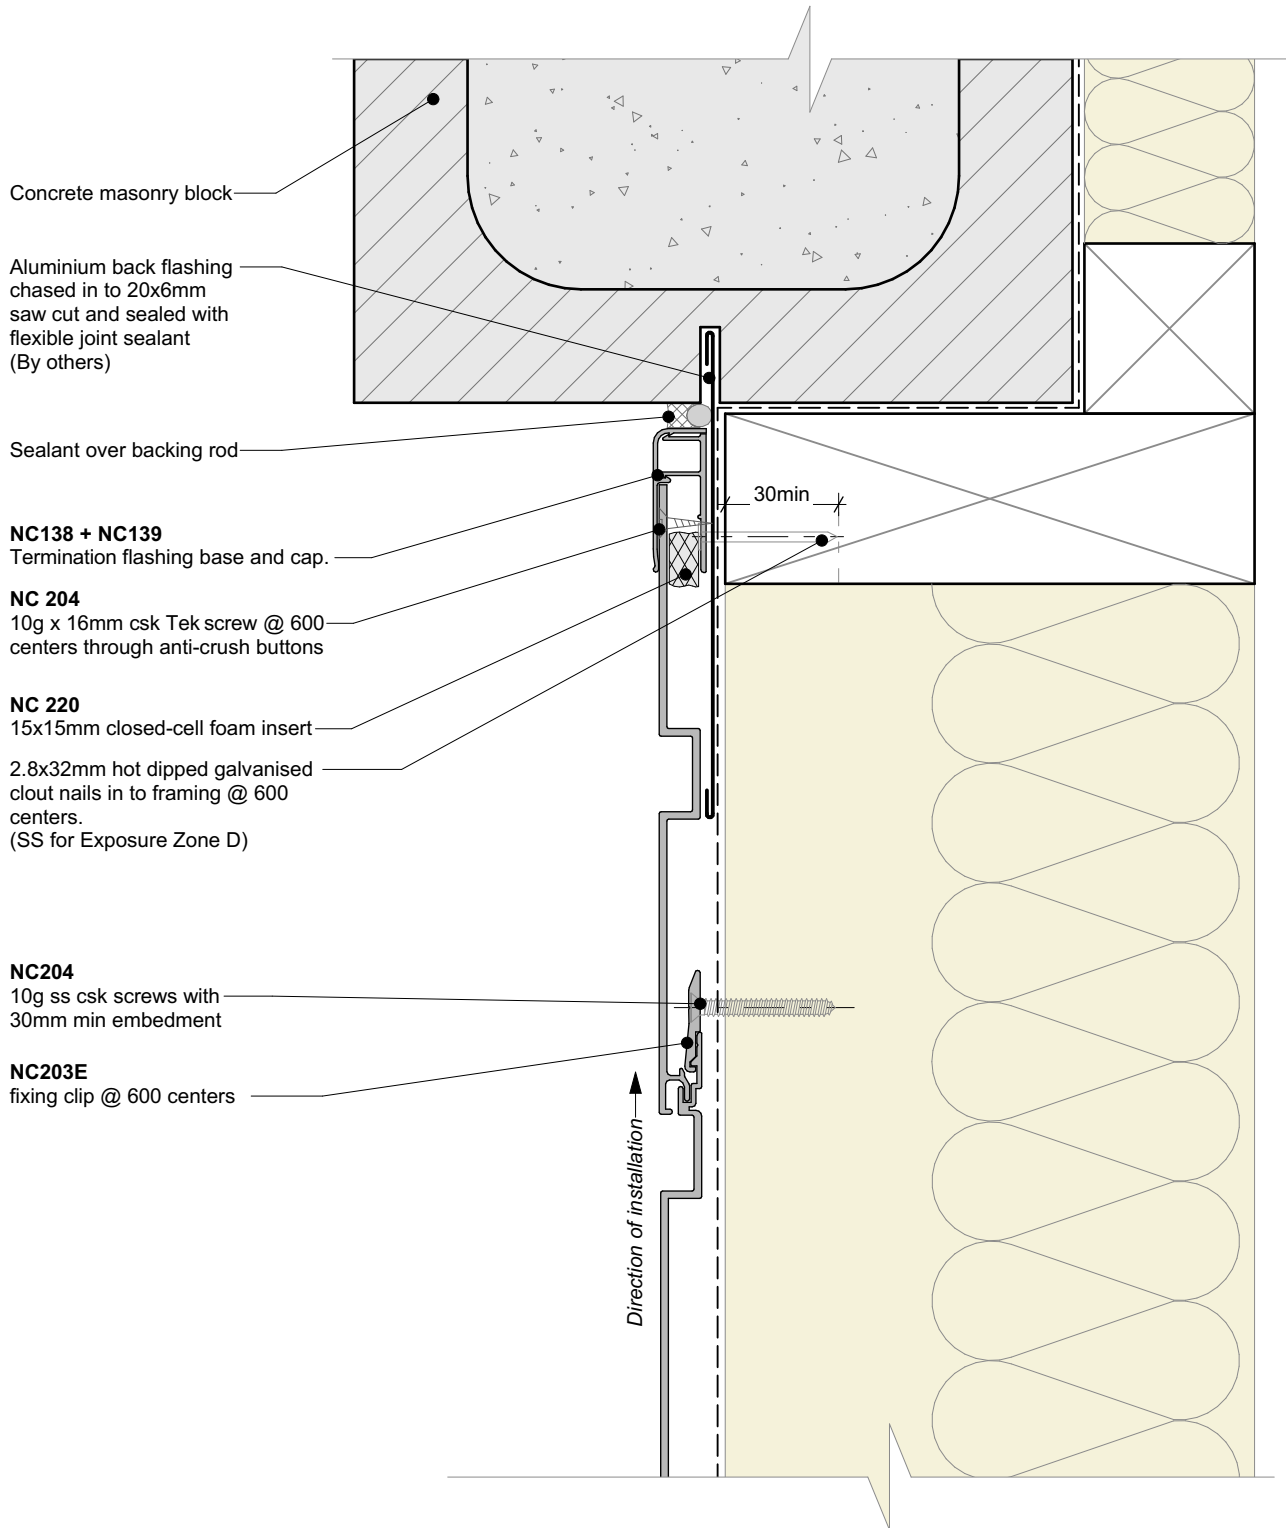 Concrete masonry block
Aluminium back flashing
chased in to 20x6mm
saw cut and sealed with
flexible joint sealant
(By others)
Sealant over backing rod
30min
NC138 + NC139
Termination flashing base and cap.
NC 204
10g x 16mm csk Tek screw @ 600
centers through anti-crush buttons
NC 220
15x15mm closed-cell foam insert
2.8x32mm hot dipped galvanised
clout nails in to framing @ 600
centers.
(SS for Exposure Zone D)
NC204
10g ss csk screws with
30mm min embedment
NC203E
fixing clip @ 600 centers
Direction of installation